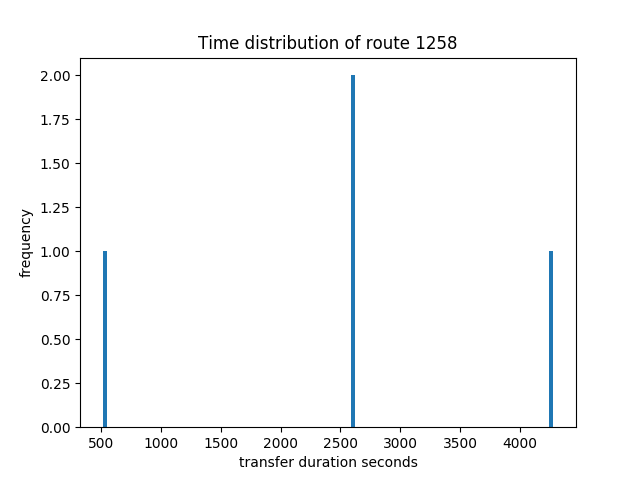 Time distribution of route 1258
2.00
1.75
1.50
1.25
1.00
0.75
0.50
0.25
0.00
frequency
500 1000 1500 2000 2500 3000 3500 4000
transfer duration seconds